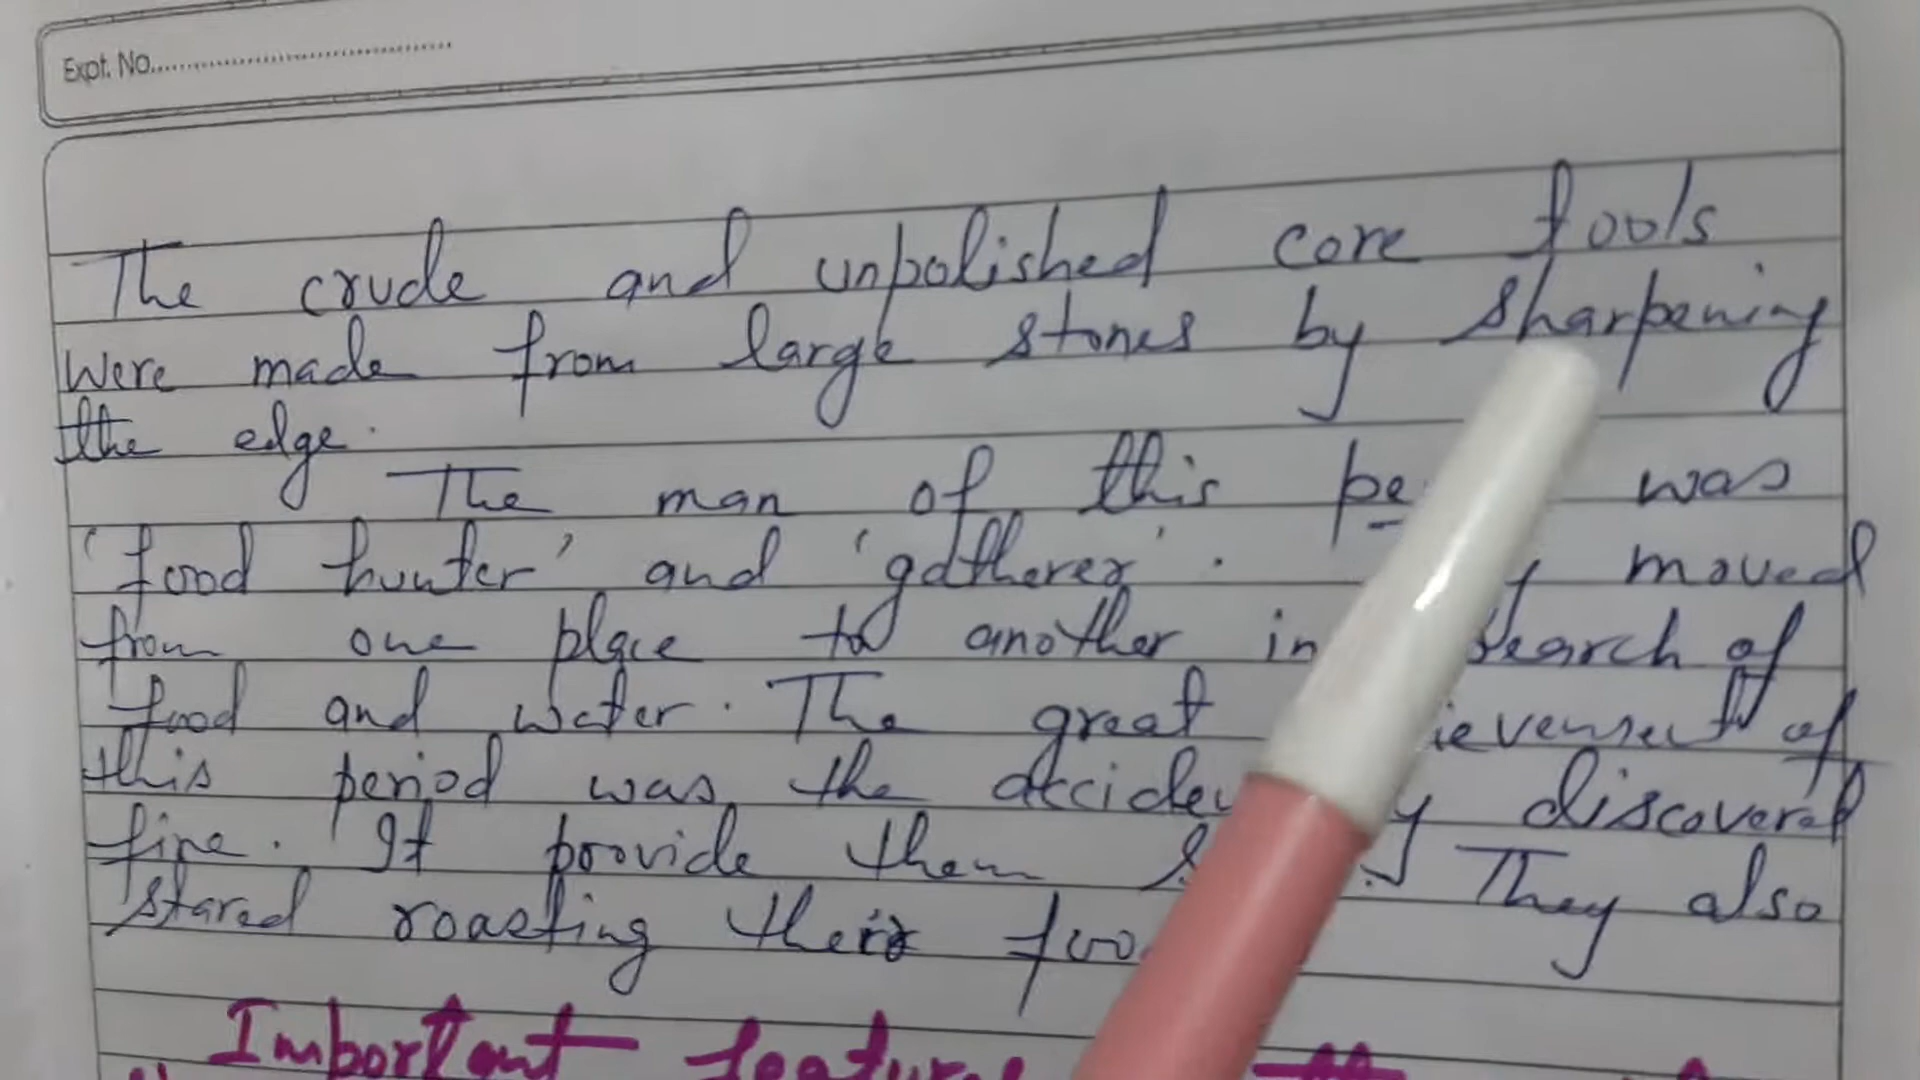 Expt. No.
The crude and unpolished core tools
Were made from large stones by sharpening
the edge.
The man of this was
'food hunter' and 'gatherer'. moved
from one place to another in search of
food and water. The great of
this period was the discovered
fire. It provide them They also
stared roasting their
Important